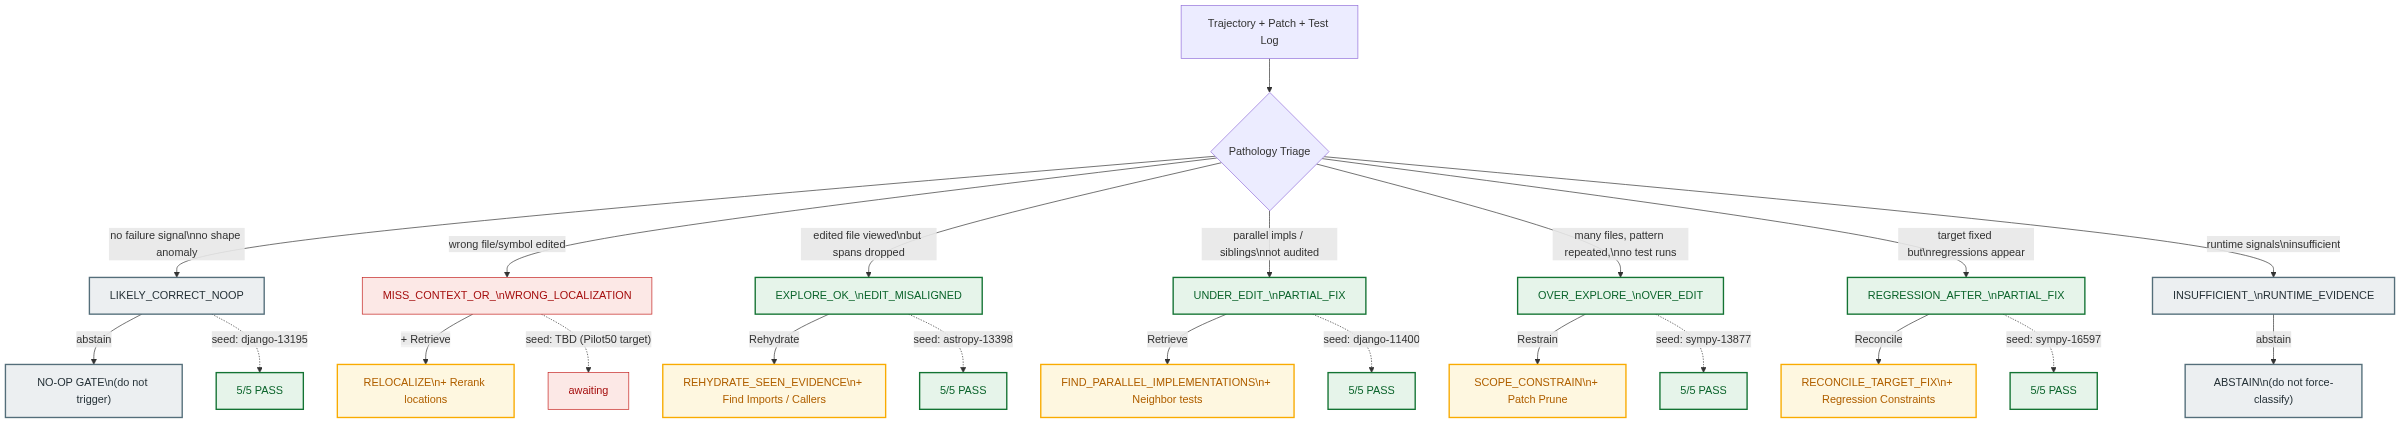 Trajectory + Patch + Test
Log
Pathology Triage
no failure signal\nno shape
anomaly
wrong file/symbol edited
edited file viewed\nbut
spans dropped
parallel impls /
siblings\nnot audited
many files, pattern
repeated,\nno test runs
target fixed
but\nregressions appear
runtime signals\ninsufficient
LIKELY_CORRECT_NOOP
MISS_CONTEXT_OR_\nWRONG_LOCALIZATION
EXPLORE_OK_\nEDIT_MISALIGNED
UNDER_EDIT_\nPARTIAL_FIX
OVER_EXPLORE_\nOVER_EDIT
REGRESSION_AFTER_\nPARTIAL_FIX
INSUFFICIENT_\nRUNTIME_EVIDENCE
abstain
seed: django-13195
+ Retrieve
seed: TBD (Pilot50 target)
Rehydrate
seed: astropy-13398
Retrieve
seed: django-11400
Restrain
seed: sympy-13877
Reconcile
seed: sympy-16597
abstain
NO-OP GATE\n(do not
trigger)
5/5 PASS
RELOCALIZE\n+ Rerank
locations
awaiting
REHYDRATE_SEEN_EVIDENCE\n+
Find Imports / Callers
5/5 PASS
FIND_PARALLEL_IMPLEMENTATIONS\n+
Neighbor tests
5/5 PASS
SCOPE_CONSTRAIN\n+
Patch Prune
5/5 PASS
RECONCILE_TARGET_FIX\n+
Regression Constraints
5/5 PASS
ABSTAIN\n(do not force-
classify)